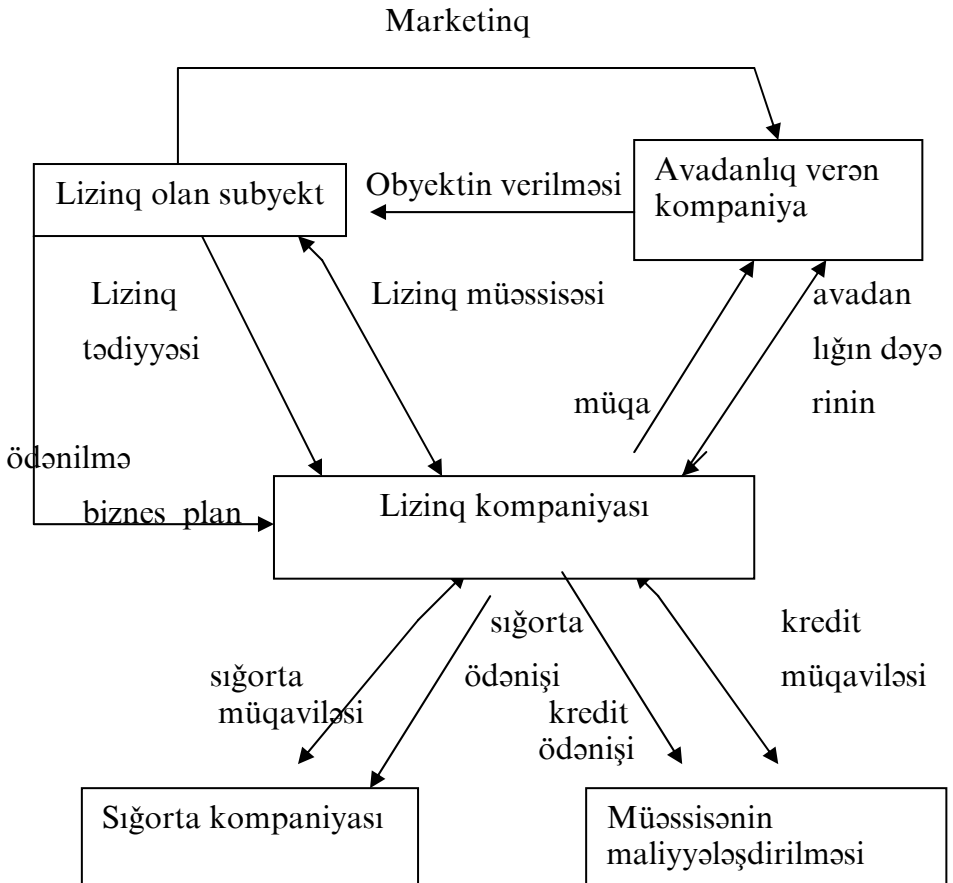 Marketinq
Lizinq olan subyekt
Obyektin verilməsi
Avadanlıq verən
kompaniya
Lizinq
tədiyyəsi
Lizinq müəssisəsi
avadan
lığın dəyə
rinin
müqa
ödənilmə
biznes plan
Lizinq kompaniyası
sığorta
müqaviləsi
sığorta
ödənişi
kredit
ödənişi
kredit
müqaviləsi
Sığorta kompaniyası
Müəssisənin
maliyyələşdirilməsi